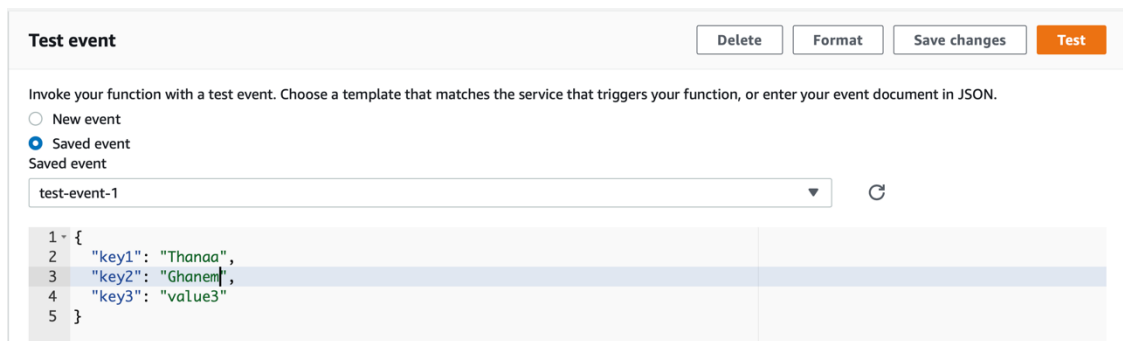 Test event
Delete
Format
Save changes
Test
Invoke your function with a test event. Choose a template that matches the service that triggers your function, or enter your event document in JSON.
New event
Saved event
Saved event
test-event-1
1 {
2 "key1": "Thanaa",
3 "key2": "Ghanem",
4 "key3": "value3"
5 }